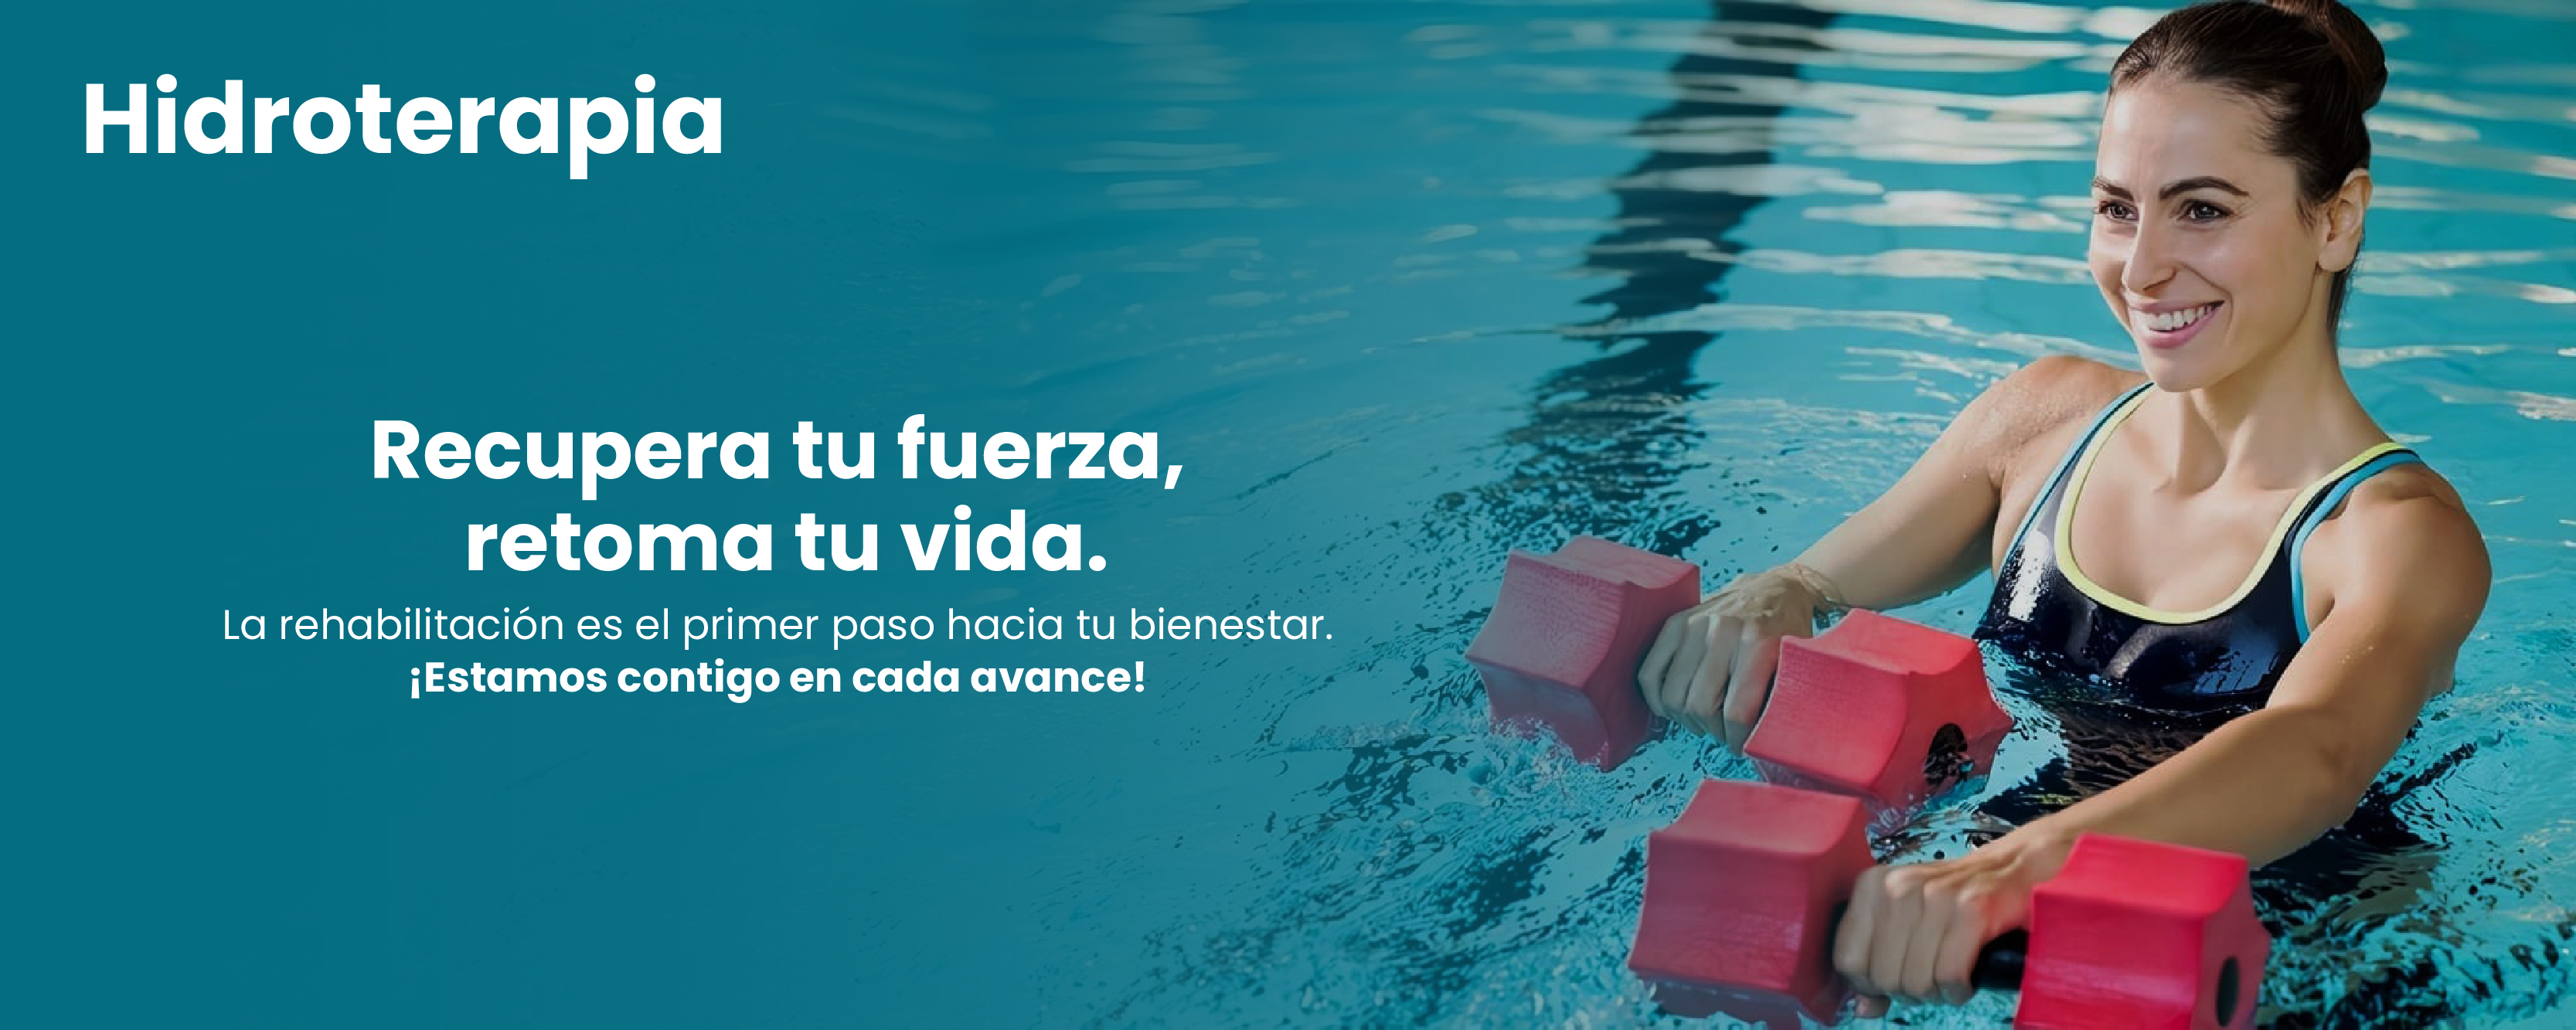 Hidroterapia
Recupera tu fuerza,
retoma tu vida.
La rehabilitación es el primer paso hacia tu bienestar.
¡Estamos contigo en cada avance!